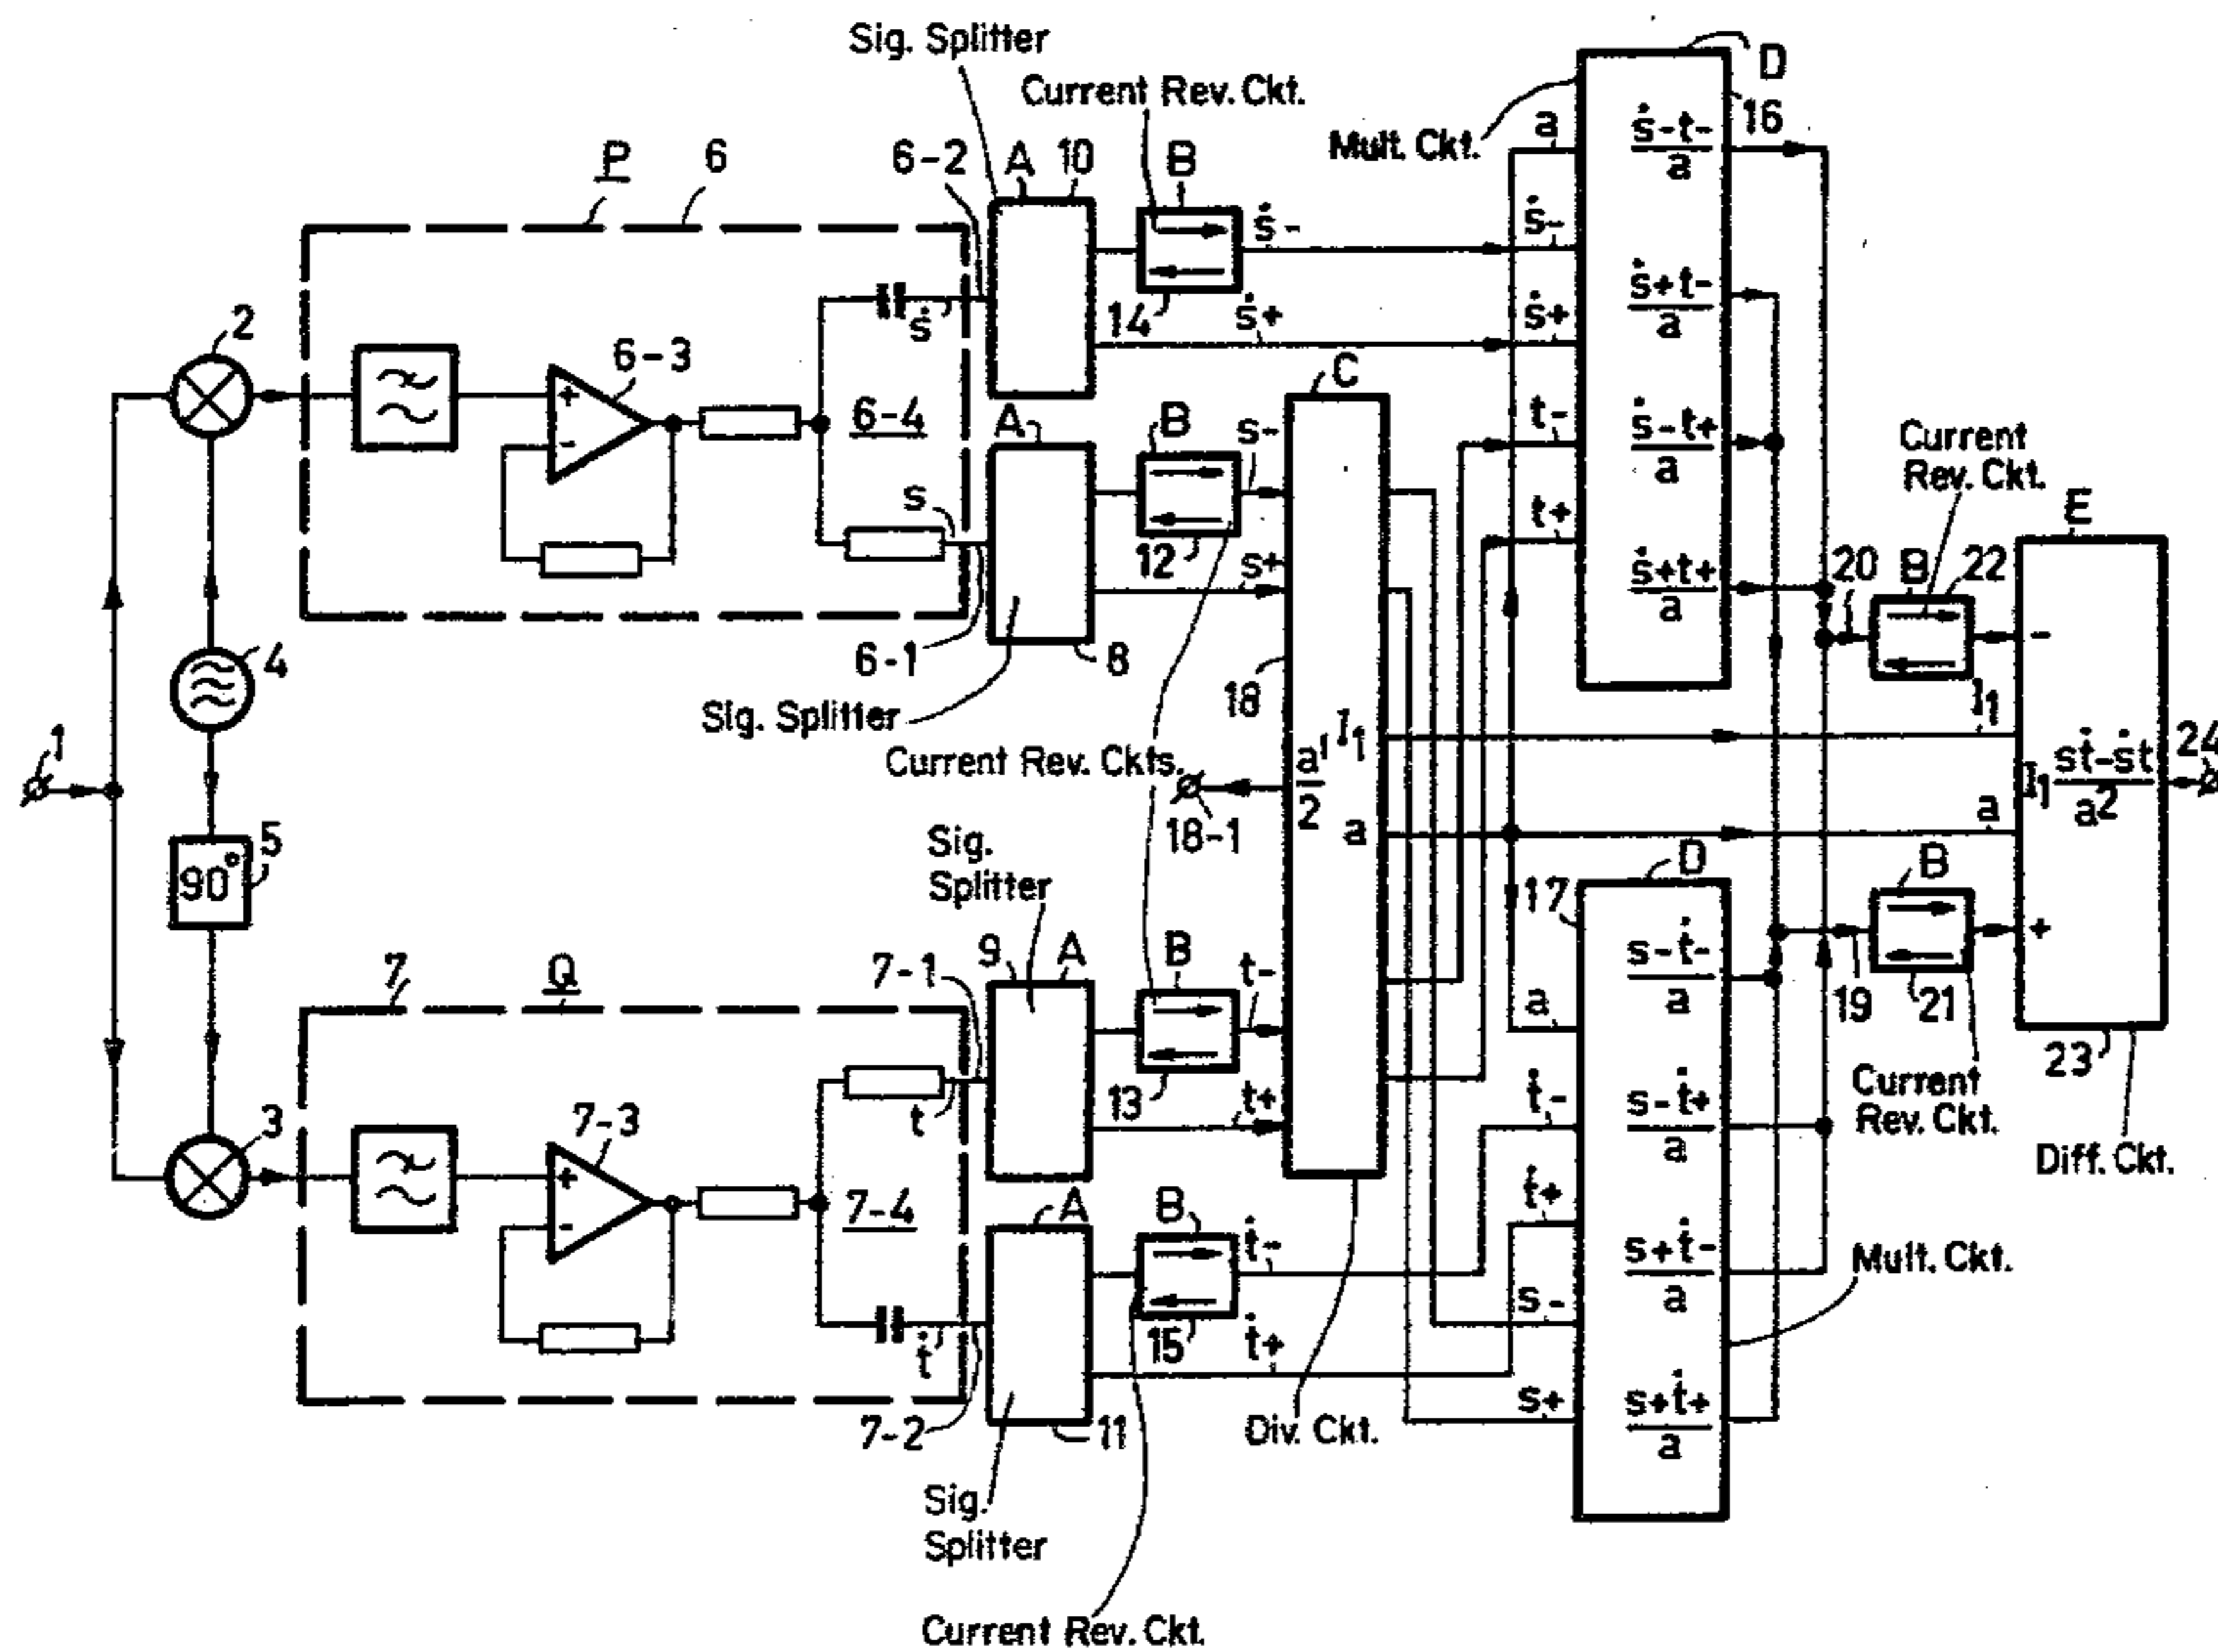 Sig. Splitter
Current Rev. Ckt.
Mult. Ckt.
D
16
a
ṡ-t-
a
P
6
6-2
A
10
B
ṡ-
ṡ-
14
ṡ+
ṡ+
ṡ+t-
a
2
6-3
+
-
ṡ
6-4
A
C
B
s-
t-
ṡ-t+
a
Current
Rev. Ckt.
s
12
s+
t+
ṡ+t+
a
E
20
B
22
-
4
6-1
8
18
Sig. Splitter
I1
I1
1
Current Rev. Ckts.
a1
2
18-1
a
a
I1
sṫ-ṡt
a2
24
5
90°
Sig.
Splitter
D
17
B
+
s-ṫ-
a
19
21
23
7
Q
7-1
9
A
B
t-
a
t
13
t+
ṫ-
s-ṫ+
a
Current
Rev. Ckt.
Diff. Ckt.
3
7-3
+
-
7-4
A
B
ṫ-
ṫ+
s+ṫ-
a
Mult. Ckt.
s-
ṫ
15
ṫ+
7-2
11
Div. Ckt.
s+
s+ṫ+
a
Sig.
Splitter
Current Rev. Ckt.